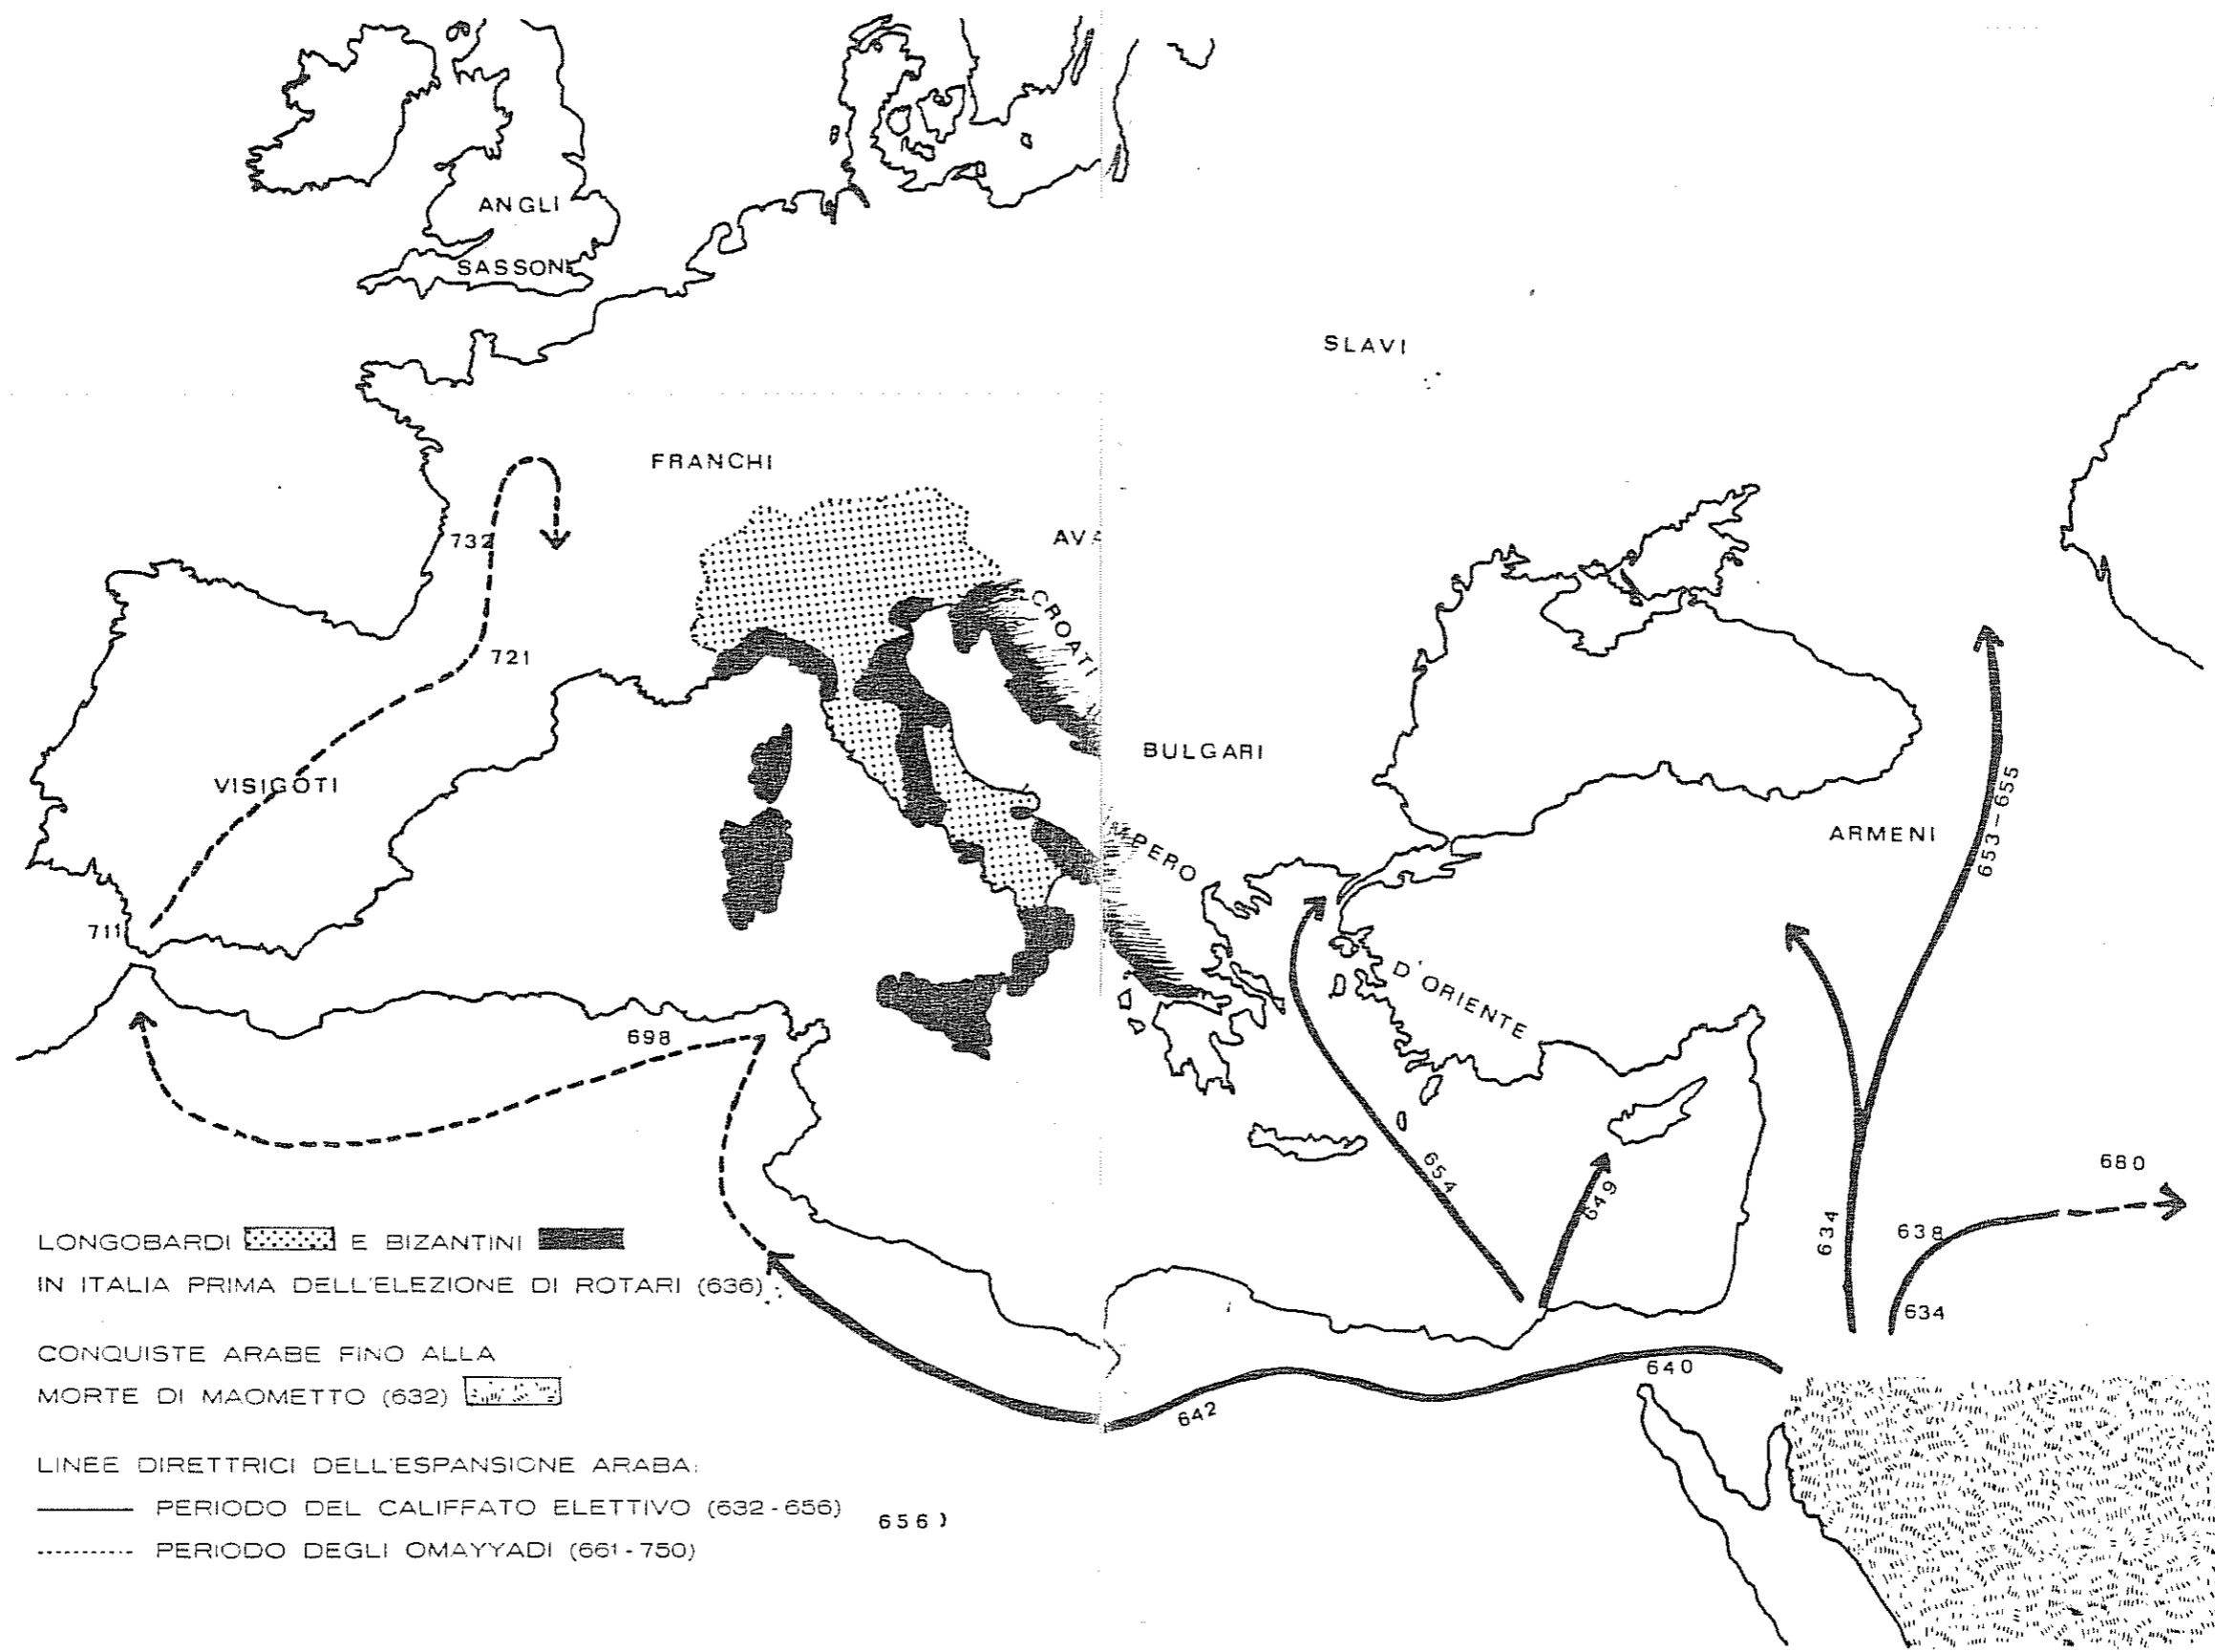 ANGLI
SASSONI
SLAVI
FRANCHI
732
AVA
CROATI
721
BULGARI
VISIGOTI
653-655
ARMENI
IMPERO
711
D'ORIENTE
698
654
649
680
634
638
634
640
642
LONGOBARDI E BIZANTINI
IN ITALIA PRIMA DELL'ELEZIONE DI ROTARI (636)
CONQUISTE ARABE FINO ALLA
MORTE DI MAOMETTO (632)
LINEE DIRETTRICI DELL'ESPANSIONE ARABA:
PERIODO DEL CALIFFATO ELETTIVO (632-656)
656)
PERIODO DEGLI OMAYYADI (661-750)